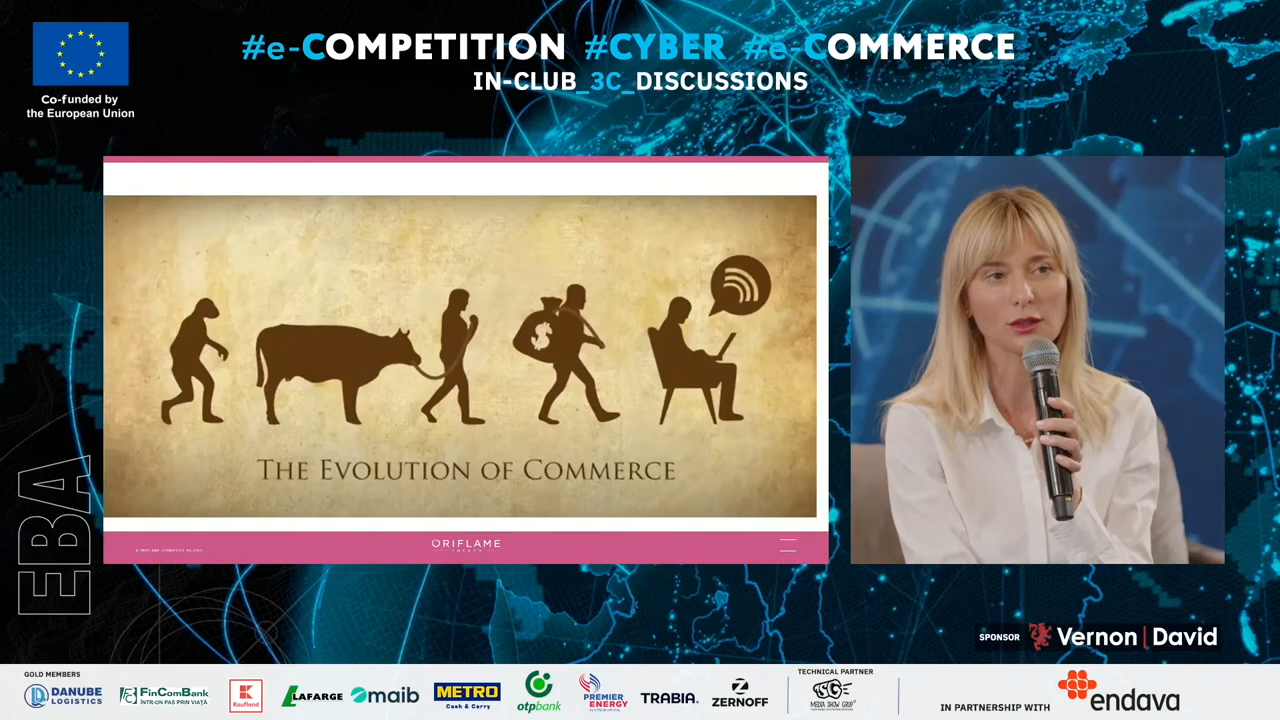 #e-COMPETITION #CYBER #e-COMMERCE
IN-CLUB_3C_DISCUSSIONS
Co-funded by
the European Union
$
THE EVOLUTION OF COMMERCE
ORIFLAME
SWEDEN
EBA
SPONSOR
Vernon | David
GOLD MEMBERS
DANUBE
LOGISTICS
FinComBank
ÎNTR-UN PAS PRIN VIAȚĂ
K
Kaufland
LAFARGE
maib
METRO
Cash & Carry
otpbank
PREMIER
ENERGY
DISTRIBUTION
TRABIA
ZERNOFF
TECHNICAL PARTNER
MEDIA SHOW GRUP
IN PARTNERSHIP WITH
endava